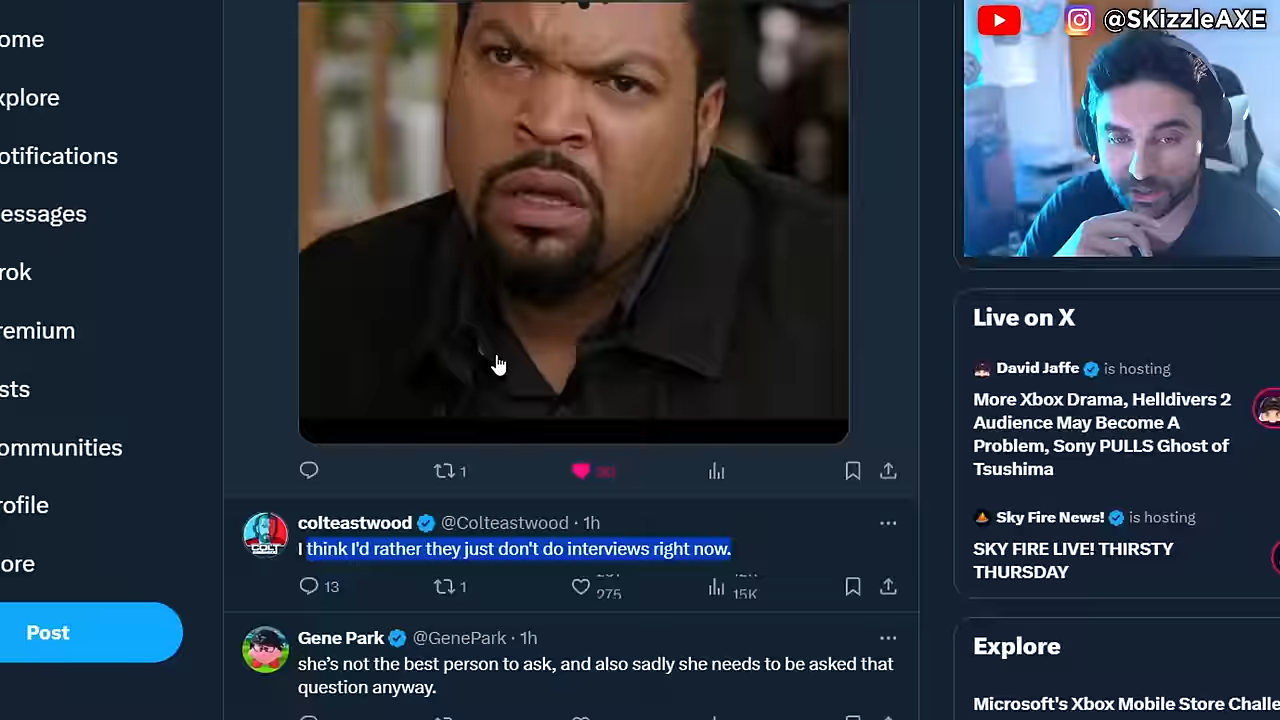 @SKizzleAXE
ome
xplore
otifications
essages
rok
remium
sts
ommunities
rofile
ore
Post
1
colteastwood @Colteastwood · 1h
I think I'd rather they just don't do interviews right now.
13
1
275
15K
Gene Park @GenePark · 1h
she's not the best person to ask, and also sadly she needs to be asked that
question anyway.
Live on X
David Jaffe is hosting
More Xbox Drama, Helldivers 2
Audience May Become A
Problem, Sony PULLS Ghost of
Tsushima
Sky Fire News! is hosting
SKY FIRE LIVE! THIRSTY
THURSDAY
Explore
Microsoft's Xbox Mobile Store Challe